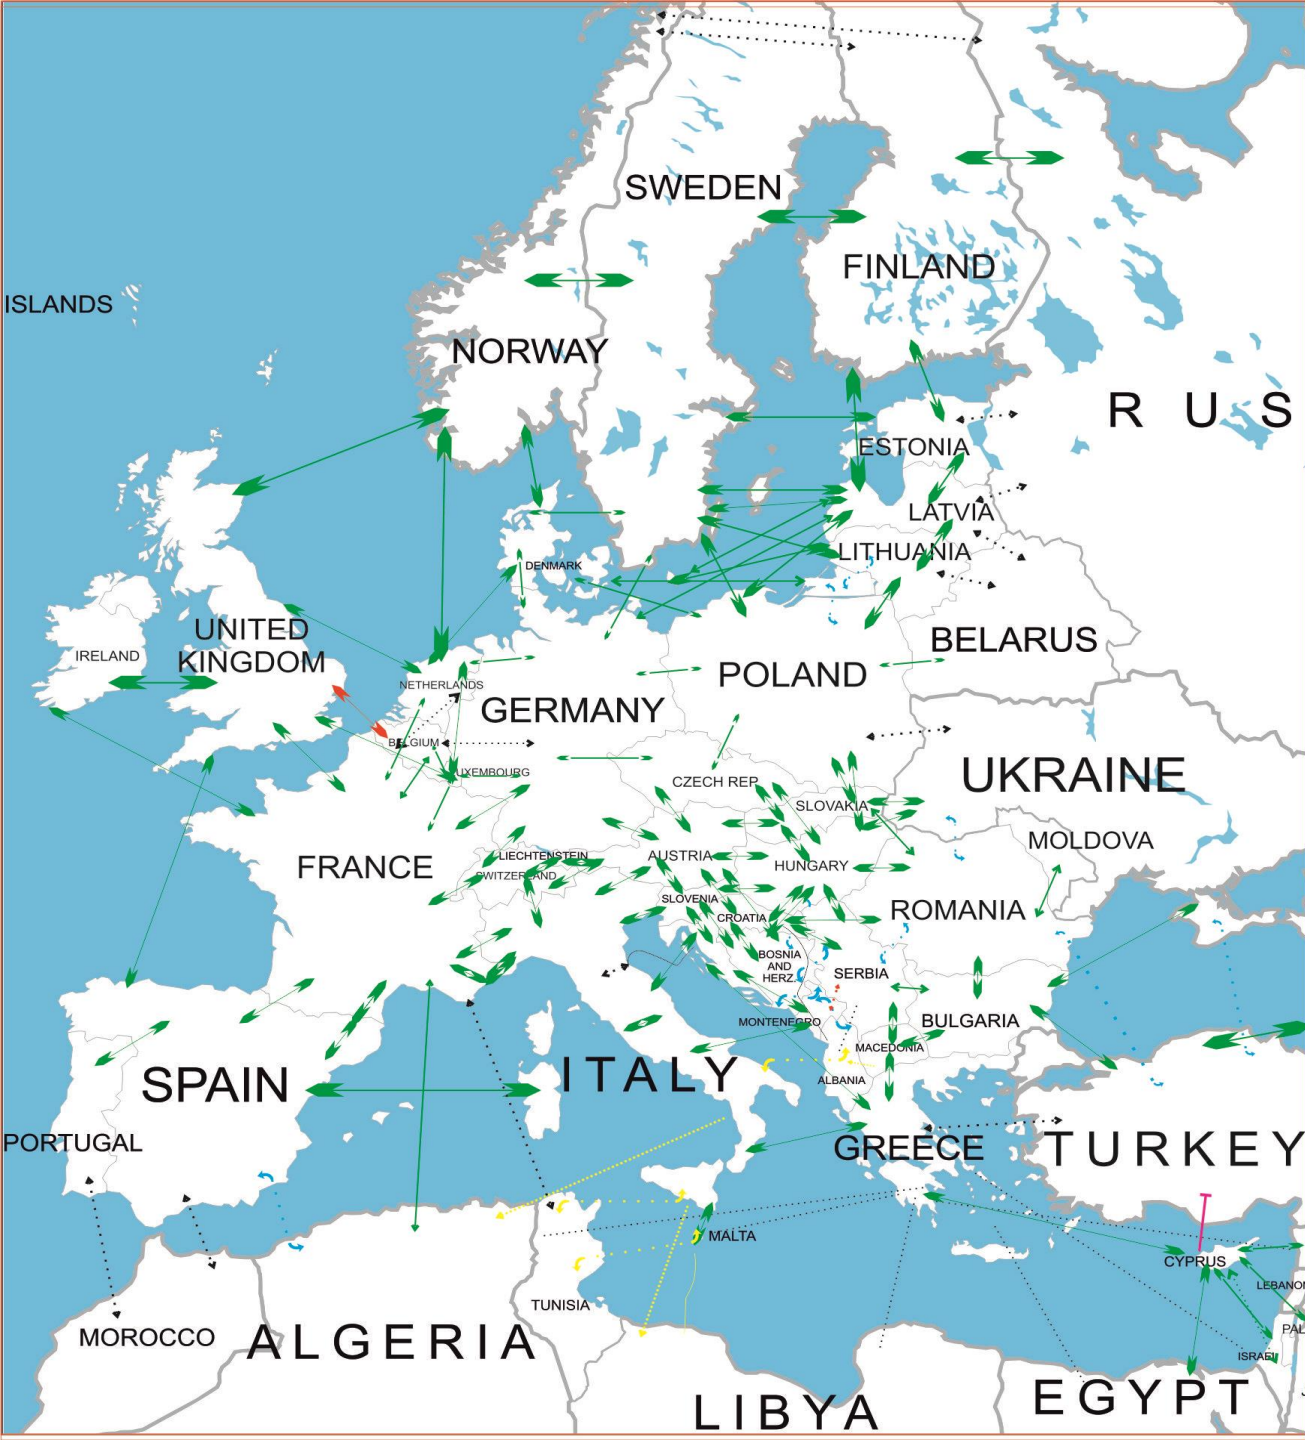 SWEDEN
FINLAND
ISLANDS
NORWAY
R U S
ESTONIA
LATVIA
LITHUANIA
DENMARK
UNITED
KINGDOM
IRELAND
BELARUS
NETHERLANDS
POLAND
GERMANY
BELGIUM
UXEMBOURG
CZECH REP.
UKRAINE
SLOVAKIA
MOLDOVA
FRANCE
LIECHTENSTEIN
AUSTRIA
HUNGARY
SWITZERLAND
SLOVENIA
CROATIA
ROMANIA
BOSNIA
AND
HERZ.
SERBIA
MONTENEGRO
BULGARIA
MACEDONIA
ITALY
SPAIN
ALBANIA
PORTUGAL
GREECE
TURKEY
MALTA
CYPRUS
LEBANON
TUNISIA
PAL
MOROCCO
ALGERIA
ISRAEL
LIBYA
EGYPT